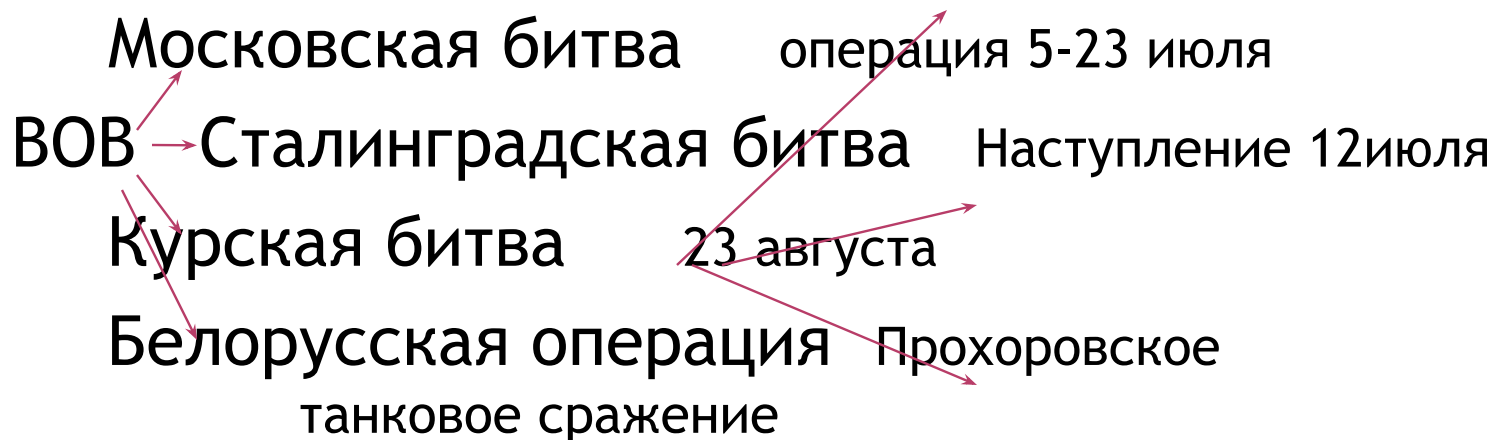 Московская битва операция 5-23 июля
ВОВ Сталинградская битва Наступление 12июля
Курская битва 23 августа
Белорусская операция Прохоровское
танковое сражение